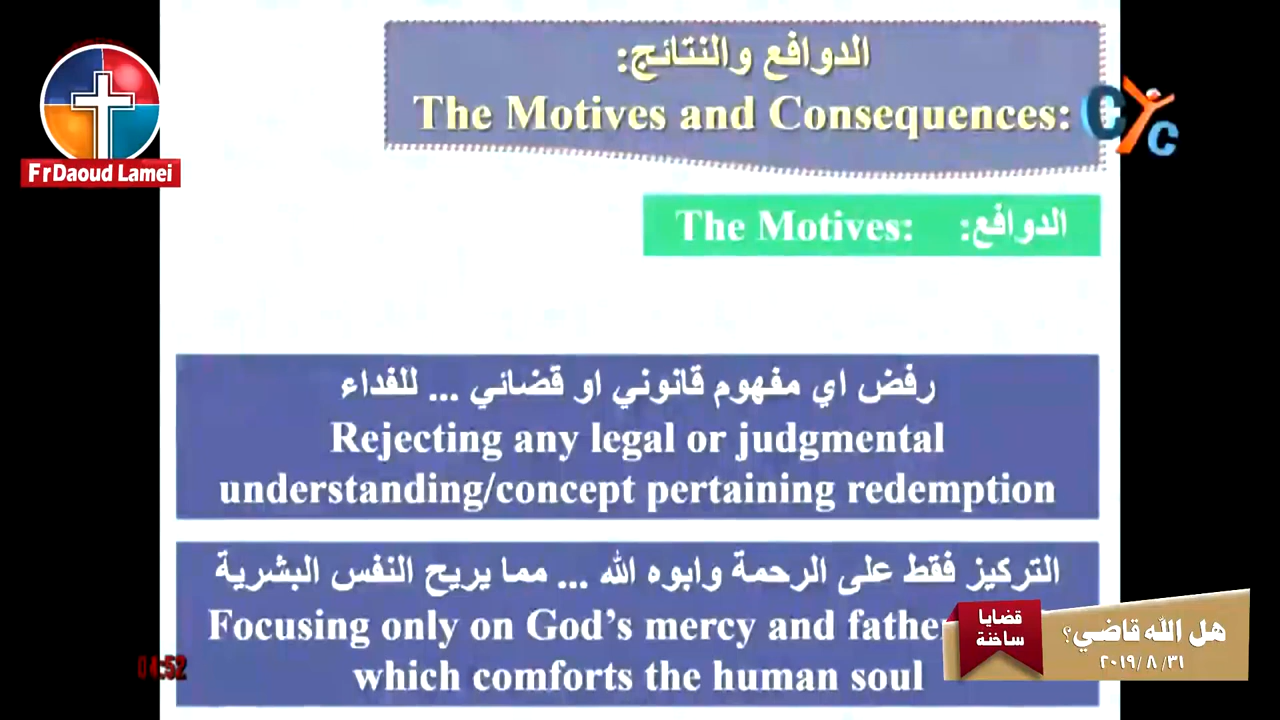 الدوافع والنتائج:
The Motives and Consequences:
CYC
FrDaoud Lamei
The Motives: الدوافع:
رفض اي مفهوم قانوني او قضائي ... للفداء
Rejecting any legal or judgmental
understanding/concept pertaining redemption
التركيز فقط على الرحمة وابوه الله ... مما يريح النفس البشرية
Focusing only on God's mercy and
which comforts the human soul
قضايا
ساخنة
هل الله قاضي؟
٢٠١٩/ ٨ /٣١
04:52